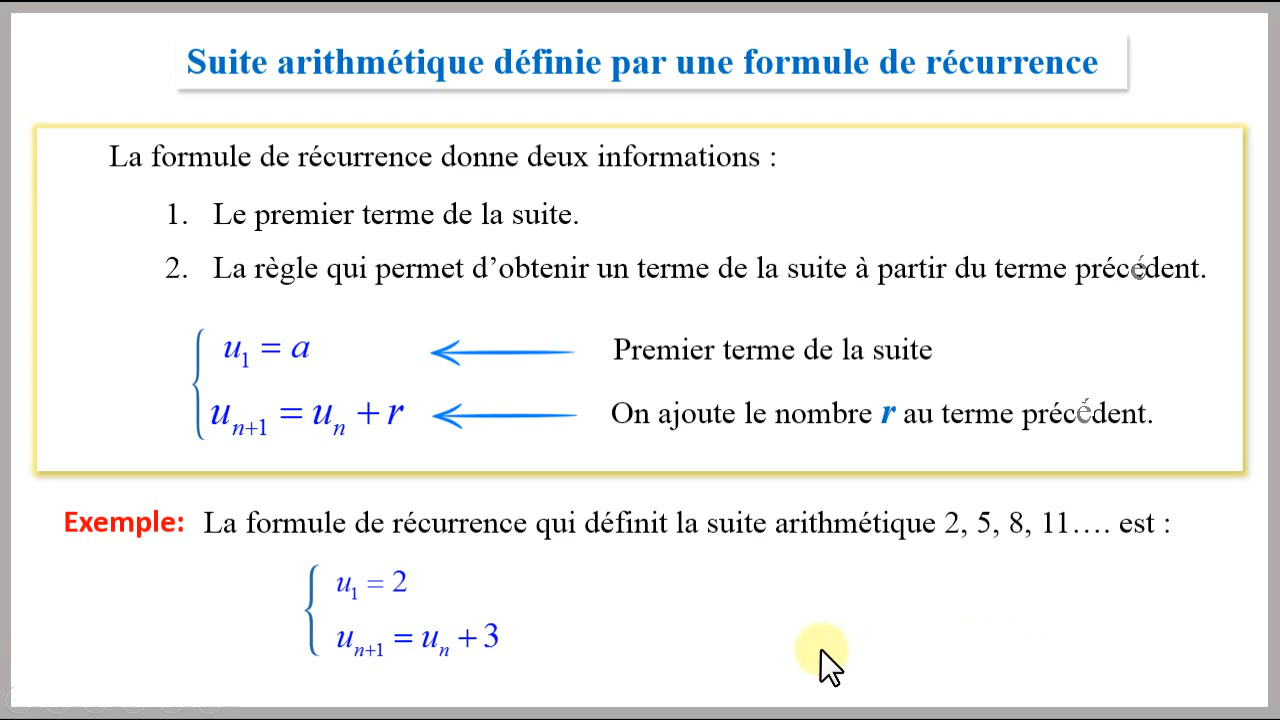 Suite arithmétique définie par une formule de récurrence
La formule de récurrence donne deux informations :
1. Le premier terme de la suite.
2. La règle qui permet d’obtenir un terme de la suite à partir du terme précédent.
u₁ = a Premier terme de la suite
uₙ₊₁ = uₙ + r On ajoute le nombre r au terme précédent.
Exemple: La formule de récurrence qui définit la suite arithmétique 2, 5, 8, 11…. est :
u₁ = 2
uₙ₊₁ = uₙ + 3